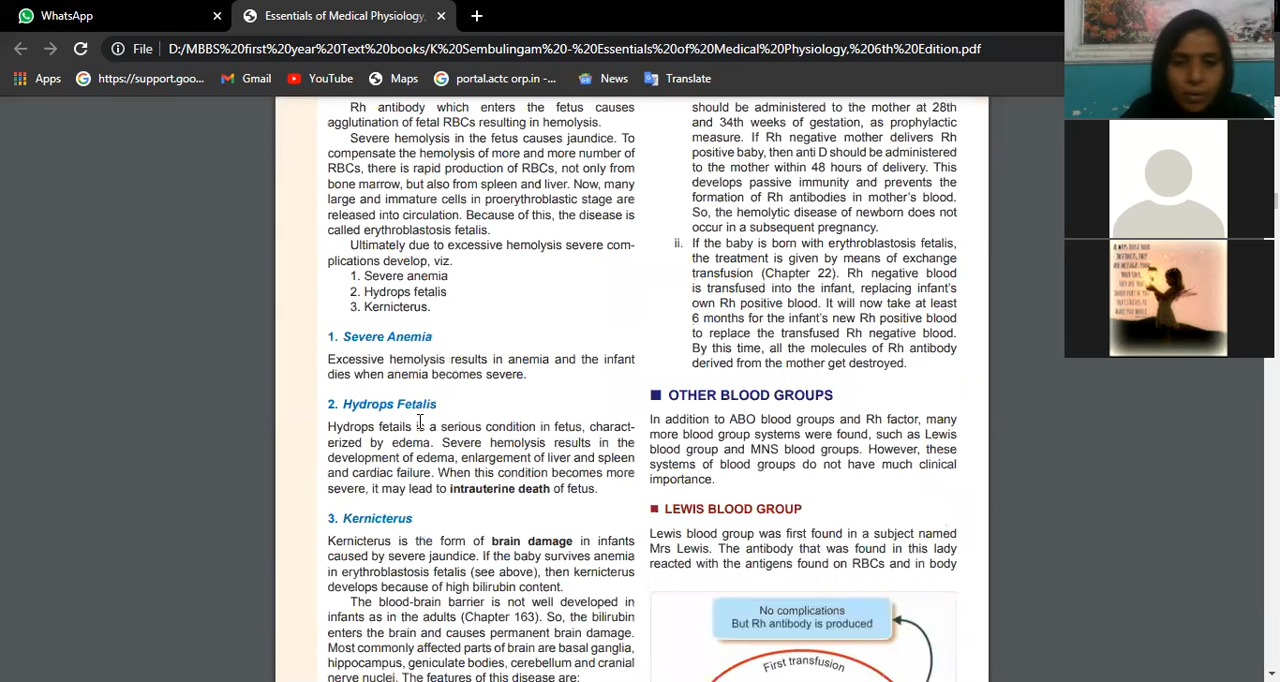 WhatsApp
Essentials of Medical Physiology,
File
D:/MBBS%20first%20year%20Text%20books/K%20Sembulingam%20-%20Essentials%20of%20Medical%20Physiology,%206th%20Edition.pdf
Apps
https://support.goo...
Gmail
YouTube
Maps
portal.actc orp.in -...
News
Translate
Rh antibody which enters the fetus causes
agglutination of fetal RBCs resulting in hemolysis.
Severe hemolysis in the fetus causes jaundice. To
compensate the hemolysis of more and more number of
RBCs, there is rapid production of RBCs, not only from
bone marrow, but also from spleen and liver. Now, many
large and immature cells in proerythroblastic stage are
released into circulation. Because of this, the disease is
called erythroblastosis fetalis.
Ultimately due to excessive hemolysis severe com-
plications develop, viz.
1. Severe anemia
2. Hydrops fetalis
3. Kernicterus.
1. Severe Anemia
Excessive hemolysis results in anemia and the infant
dies when anemia becomes severe.
2. Hydrops Fetalis
Hydrops fetails is a serious condition in fetus, charact-
erized by edema. Severe hemolysis results in the
development of edema, enlargement of liver and spleen
and cardiac failure. When this condition becomes more
severe, it may lead to intrauterine death of fetus.
3. Kernicterus
Kernicterus is the form of brain damage in infants
caused by severe jaundice. If the baby survives anemia
in erythroblastosis fetalis (see above), then kernicterus
develops because of high bilirubin content.
The blood-brain barrier is not well developed in
infants as in the adults (Chapter 163). So, the bilirubin
enters the brain and causes permanent brain damage.
Most commonly affected parts of brain are basal ganglia,
hippocampus, geniculate bodies, cerebellum and cranial
nerve nuclei. The features of this disease are:
should be administered to the mother at 28th
and 34th weeks of gestation, as prophylactic
measure. If Rh negative mother delivers Rh
positive baby, then anti D should be administered
to the mother within 48 hours of delivery. This
develops passive immunity and prevents the
formation of Rh antibodies in mother's blood.
So, the hemolytic disease of newborn does not
occur in a subsequent pregnancy.
ii. If the baby is born with erythroblastosis fetalis,
the treatment is given by means of exchange
transfusion (Chapter 22). Rh negative blood
is transfused into the infant, replacing infant's
own Rh positive blood. It will now take at least
6 months for the infant's new Rh positive blood
to replace the transfused Rh negative blood.
By this time, all the molecules of Rh antibody
derived from the mother get destroyed.
OTHER BLOOD GROUPS
In addition to ABO blood groups and Rh factor, many
more blood group systems were found, such as Lewis
blood group and MNS blood groups. However, these
systems of blood groups do not have much clinical
importance.
LEWIS BLOOD GROUP
Lewis blood group was first found in a subject named
Mrs Lewis. The antibody that was found in this lady
reacted with the antigens found on RBCs and in body
No complications
But Rh antibody is produced
First transfusion